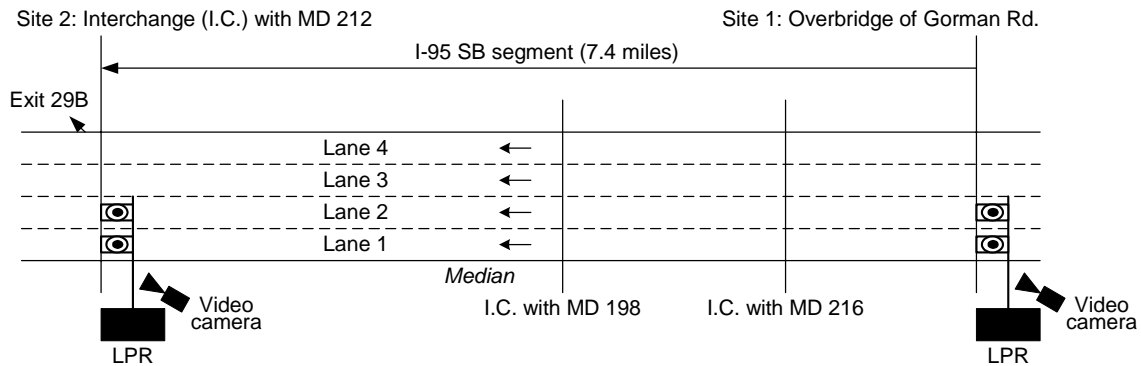 Site 2: Interchange (I.C.) with MD 212
Site 1: Overbridge of Gorman Rd.
I-95 SB segment (7.4 miles)
Exit 29B
Lane 4
Lane 3
Lane 2
Lane 1
Median
I.C. with MD 198
I.C. with MD 216
Video
camera
LPR
Video
camera
LPR